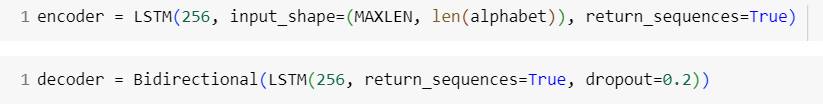 1 encoder = LSTM(256, input_shape=(MAXLEN, len(alphabet)), return_sequences=True)
1 decoder = Bidirectional(LSTM(256, return_sequences=True, dropout=0.2))